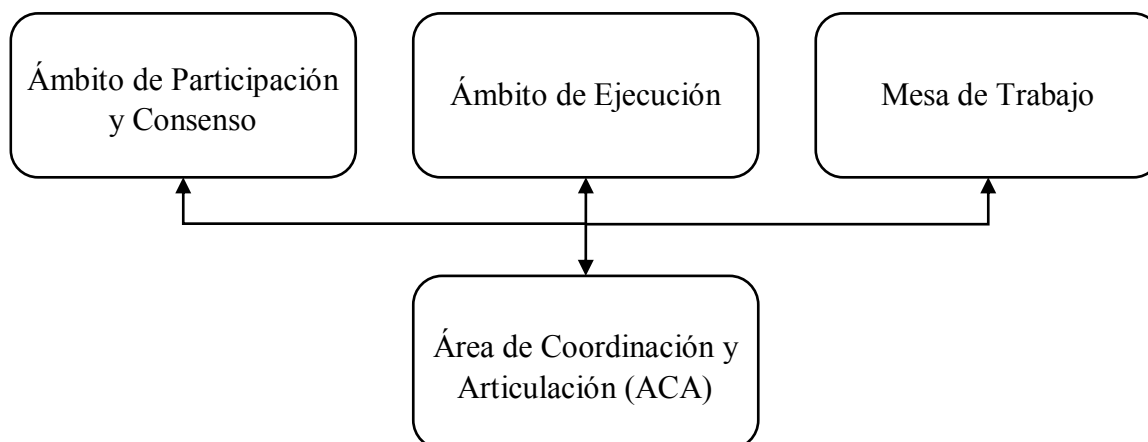 Ámbito de Participación
y Consenso
Ámbito de Ejecución
Mesa de Trabajo
Área de Coordinación y
Articulación (ACA)